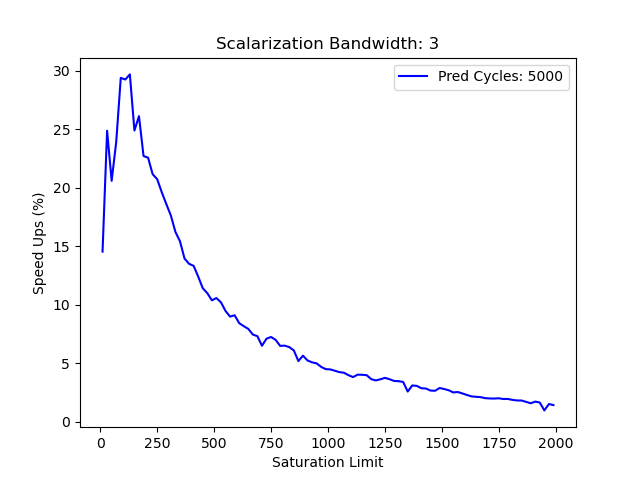 Scalarization Bandwidth: 3
Pred Cycles: 5000
Speed Ups (%)
30
25
20
15
10
5
0
0 250 500 750 1000 1250 1500 1750 2000
Saturation Limit